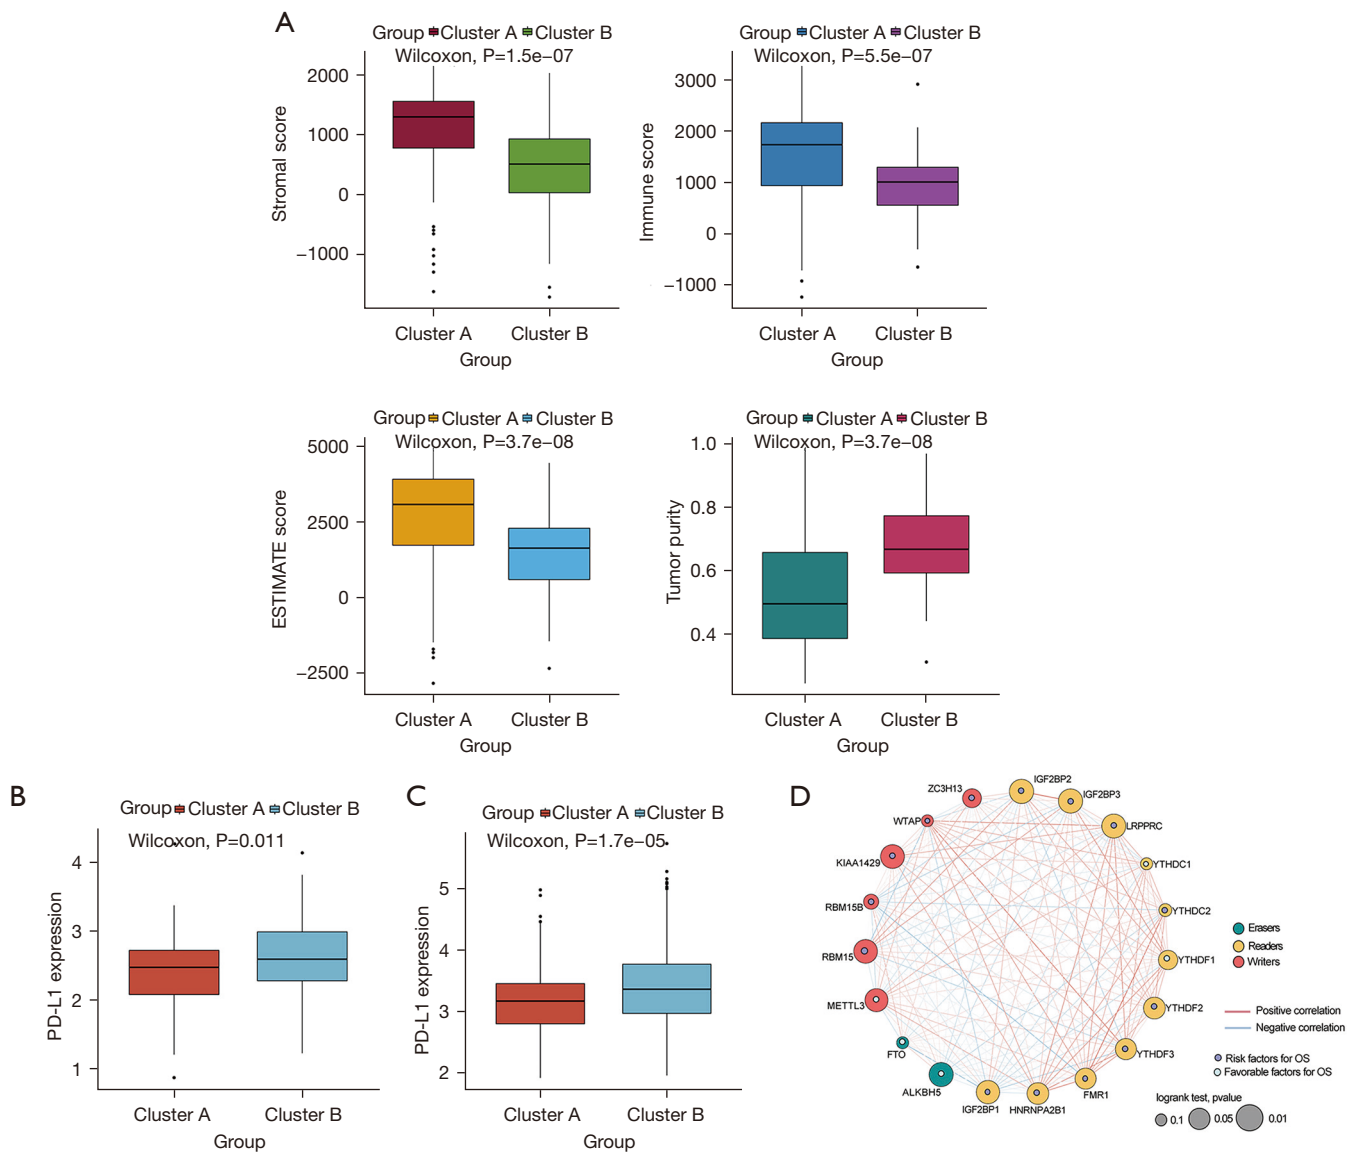 A
Group Cluster A Cluster B
Wilcoxon, P=1.5e−07
2000
1000
0
−1000
Stromal score
Cluster A Cluster B
Group
Group Cluster A Cluster B
Wilcoxon, P=5.5e−07
3000
2000
1000
0
−1000
Immune score
Cluster A Cluster B
Group
Group Cluster A Cluster B
Wilcoxon, P=3.7e−08
5000
2500
0
−2500
ESTIMATE score
Cluster A Cluster B
Group
Group Cluster A Cluster B
Wilcoxon, P=3.7e−08
1.0
0.8
0.6
0.4
Tumor purity
Cluster A Cluster B
Group
B
Group Cluster A Cluster B
Wilcoxon, P=0.011
4
3
2
1
PD-L1 expression
Cluster A Cluster B
Group
C
Group Cluster A Cluster B
Wilcoxon, P=1.7e−05
5
4
3
2
PD-L1 expression
Cluster A Cluster B
Group
D
IGF2BP2
ZC3H13
IGF2BP3
WTAP
LRPPRC
KIAA1429
YTHDC1
RBM15B
YTHDC2
RBM15
YTHDF1
METTL3
YTHDF2
FTO
YTHDF3
ALKBH5
FMR1
IGF2BP1
HNRNPA2B1
Erasers
Readers
Writers
Positive correlation
Negative correlation
Risk factors for OS
Favorable factors for OS
logrank test, pvalue
0.1 0.05 0.01